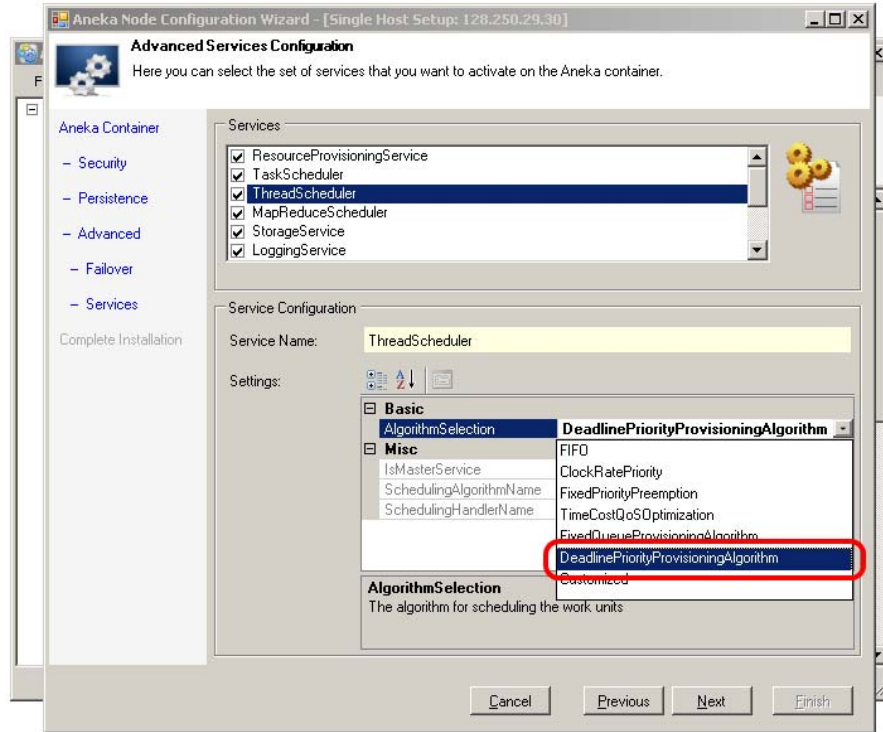 Aneka Node Configuration Wizard - [Single Host Setup: 128.250.29.30]
Advanced Services Configuration
Here you can select the set of services that you want to activate on the Aneka container.
F
Aneka Container
- Security
- Persistence
- Advanced
- Failover
- Services
Complete Installation
Services
ResourceProvisioningService
TaskScheduler
ThreadScheduler
MapReduceScheduler
StorageService
LoggingService
Service Configuration
Service Name: ThreadScheduler
Settings:
Basic
AlgorithmSelection DeadlinePriorityProvisioningAlgorithm
Misc
IsMasterService
SchedulingAlgorithmName
SchedulingHandlerName
FIFO
ClockRatePriority
FixedPriorityPreemption
TimeCostQoSOptimization
FixedQueueProvisioningAlgorithm
DeadlinePriorityProvisioningAlgorithm
Customized
AlgorithmSelection
The algorithm for scheduling the work units
Cancel Previous Next Finish